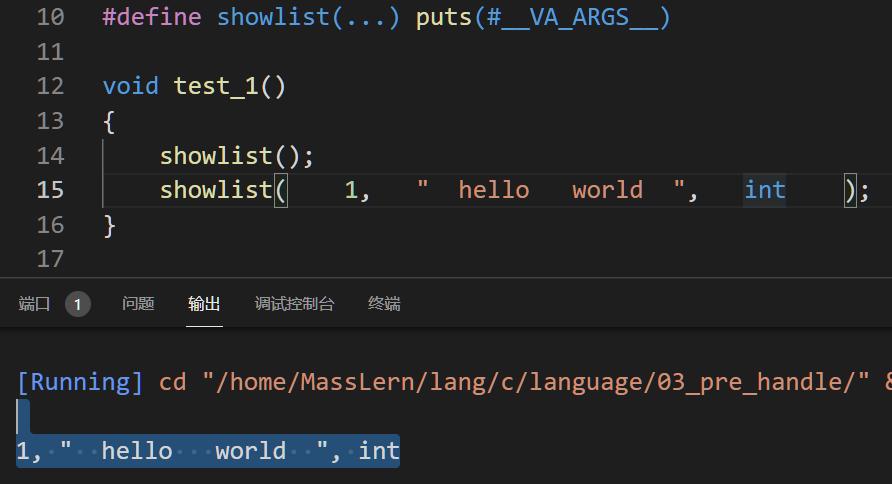 10 #define showlist(...) puts(#__VA_ARGS__)
11
12 void test_1()
13 {
14     showlist();
15     showlist(    1,   "  hello   world  ",   int    );
16 }
17
端口 1 问题 输出 调试控制台 终端
[Running] cd "/home/MassLern/lang/c/language/03_pre_handle/" &
1, "  hello   world  ", int